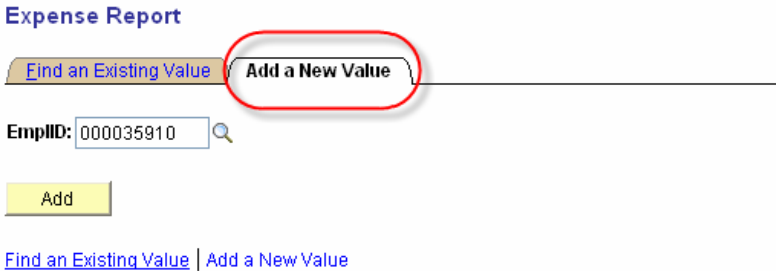 Expense Report
Find an Existing Value Add a New Value
EmplID: 000035910
Add
Find an Existing Value | Add a New Value